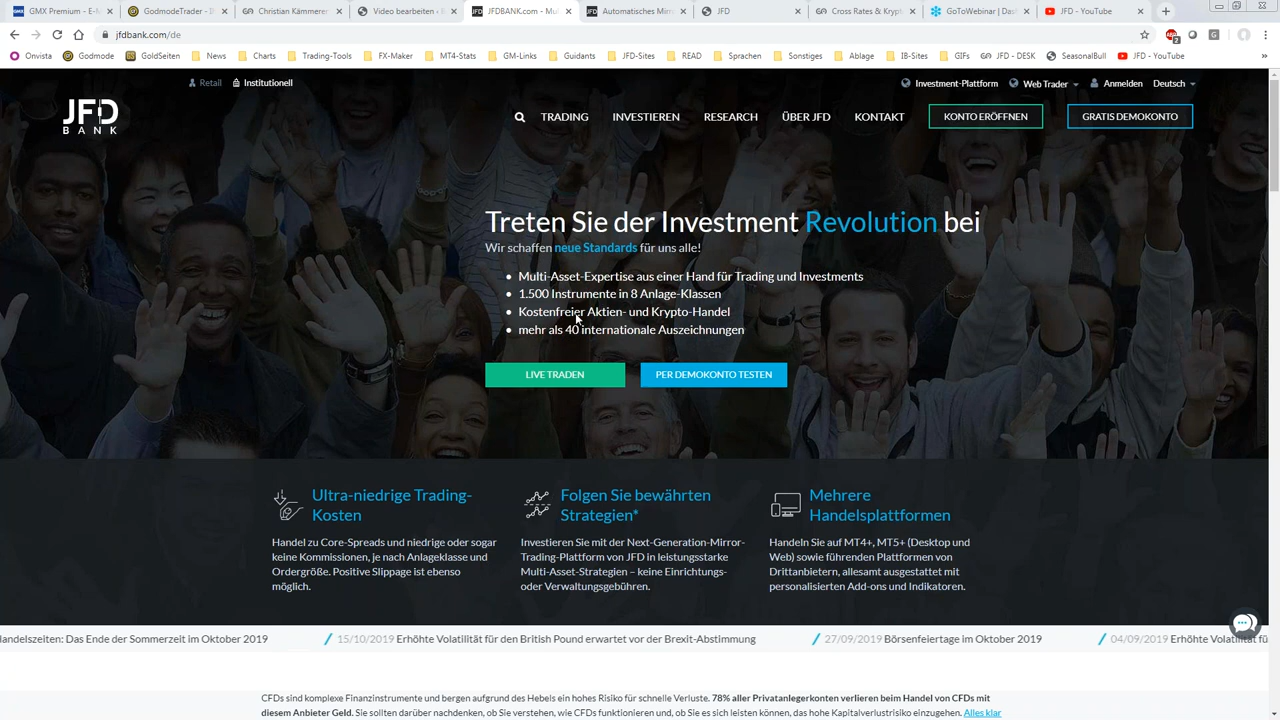 GMX Premium - E-M
GodmodeTrader - I
Christian Kämmerer
Video bearbeiten -
JFDBANK.com - Mul
Automatisches Mirr
JFD
Cross Rates & Krypt
GoToWebinar | Das
JFD - YouTube
jfdbank.com/de
Onvista
Godmode
GoldSeiten
News
Charts
Trading-Tools
FX-Maker
MT4-Stats
GM-Links
Guidants
JFD-Sites
READ
Sprachen
Sonstiges
Ablage
IB-Sites
GIFs
JFD - DESK
SeasonalBull
JFD - YouTube
Retail
Institutionell
Investment-Plattform
Web Trader
Anmelden
Deutsch
JFD
BANK
TRADING
INVESTIEREN
RESEARCH
ÜBER JFD
KONTAKT
KONTO ERÖFFNEN
GRATIS DEMOKONTO
Treten Sie der Investment Revolution bei
Wir schaffen neue Standards für uns alle!
• Multi-Asset-Expertise aus einer Hand für Trading und Investments
• 1.500 Instrumente in 8 Anlage-Klassen
• Kostenfreier Aktien- und Krypto-Handel
• mehr als 40 internationale Auszeichnungen
LIVE TRADEN
PER DEMOKONTO TESTEN
Ultra-niedrige Trading-
Kosten
Handel zu Core-Spreads und niedrige oder sogar
keine Kommissionen, je nach Anlageklasse und
Ordergröße. Positive Slippage ist ebenso
möglich.
Folgen Sie bewährten
Strategien*
Investieren Sie mit der Next-Generation-Mirror-
Trading-Plattform von JFD in leistungsstarke
Multi-Asset-Strategien – keine Einrichtungs-
oder Verwaltungsgebühren.
Mehrere
Handelsplattformen
Handeln Sie auf MT4+, MT5+ (Desktop und
Web) sowie führenden Plattformen von
Drittanbietern, allesamt ausgestattet mit
personalisierten Add-ons und Indikatoren.
andelszeiten: Das Ende der Sommerzeit im Oktober 2019
15/10/2019 Erhöhte Volatilität für den British Pound erwartet vor der Brexit-Abstimmung
27/09/2019 Börsenfeiertage im Oktober 2019
04/09/2019 Erhöhte Volatilität fü
CFDs sind komplexe Finanzinstrumente und bergen aufgrund des Hebels ein hohes Risiko für schnelle Verluste. 78% aller Privatanlegerkonten verlieren beim Handel von CFDs mit
diesem Anbieter Geld. Sie sollten darüber nachdenken, ob Sie verstehen, wie CFDs funktionieren und, ob Sie es sich leisten können, das hohe Kapitalverlustrisiko einzugehen. Alles klar